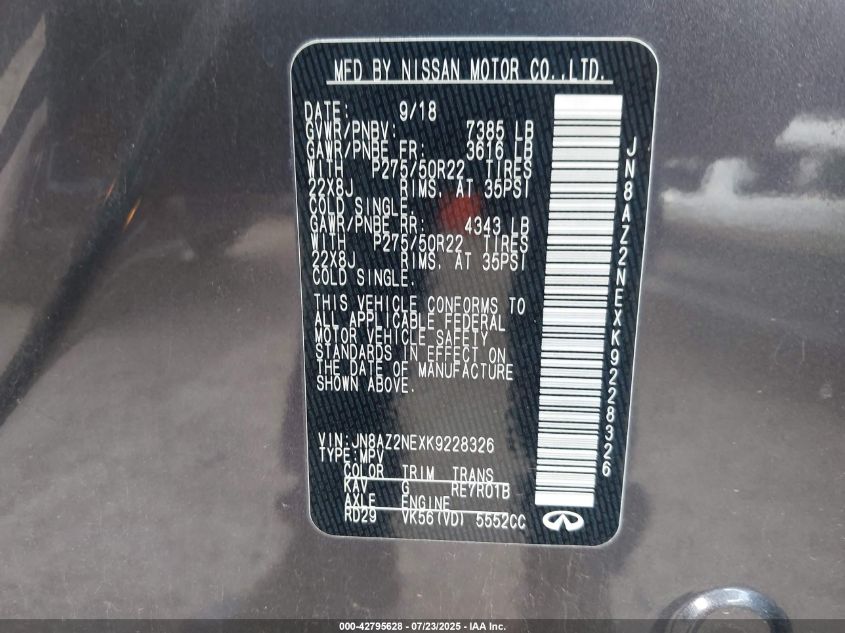 MFD BY NISSAN MOTOR CO.,LTD.
DATE: 9/18
GVWR/PNBV: 7385 LB
GAWR/PNBE FR: 3616 LB
WITH P275/50R22 TIRES
22X8J RIMS. AT 35PSI
COLD SINGLE.
GAWR/PNBE RR: 4343 LB
WITH P275/50R22 TIRES
22X8J RIMS. AT 35PSI
COLD SINGLE.
THIS VEHICLE CONFORMS TO
ALL APPLICABLE FEDERAL
MOTOR VEHICLE SAFETY
STANDARDS IN EFFECT ON
THE DATE OF MANUFACTURE
SHOWN ABOVE.
VIN:JN8AZ2NEXK9228326
TYPE:MPV
COLOR TRIM TRANS
KAV G RE7R01B
AXLE ENGINE
RD29 VK56(VD) 5552CC
JN8AZ2NEXK9228326
000-42795628 - 07/23/2025 - IAA Inc.